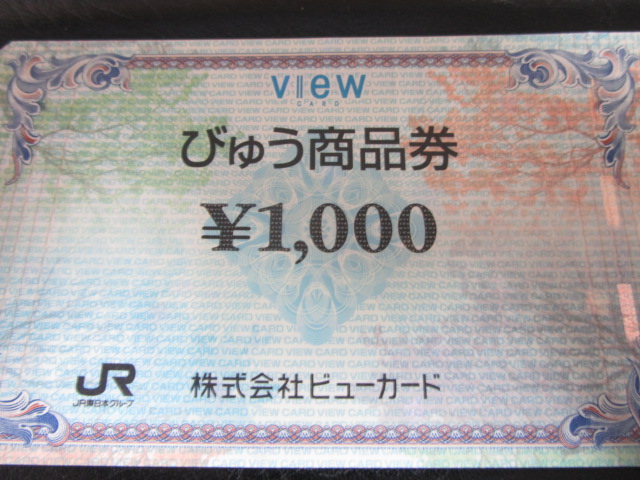 VIEW
CARD
びゅう商品券
¥1,000
JR
JR東日本グループ
株式会社ビューカード